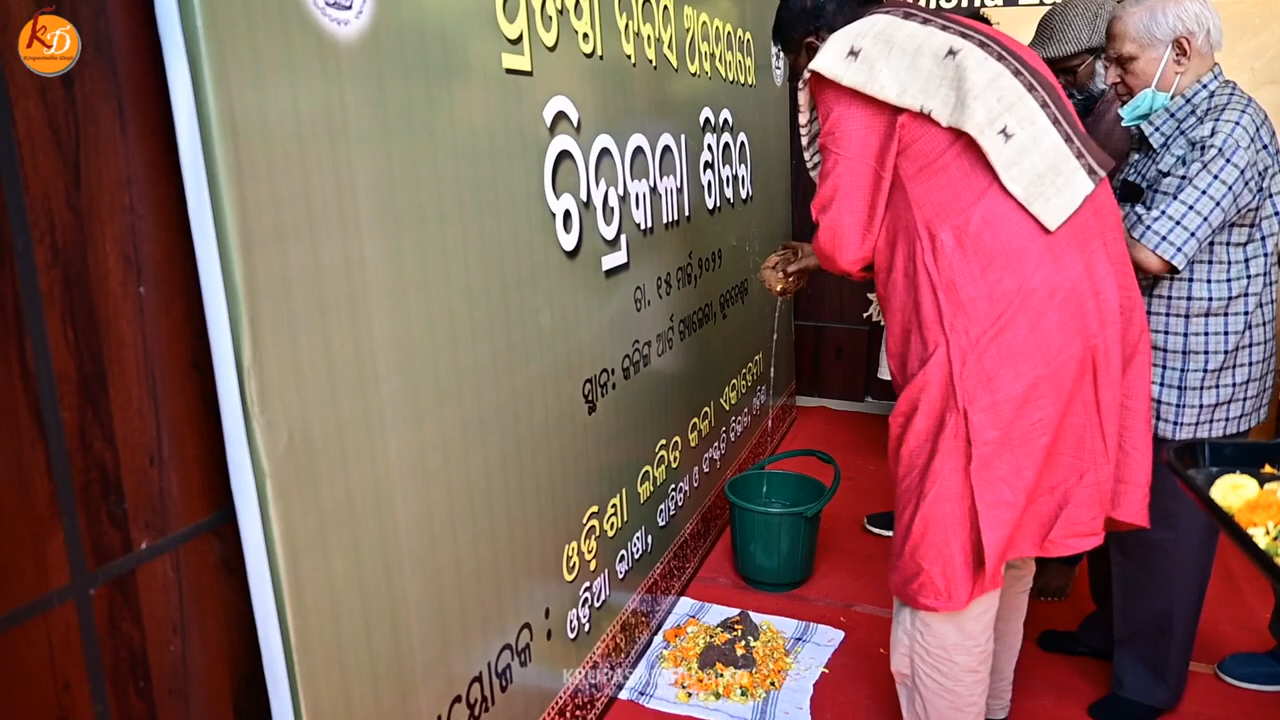 ପ୍ରତିଷ୍ଠା ଦିବସ ଅବସରରେ
ଚିତ୍ରକଳା ଶିବିର
ତା. ୧୫ ମାର୍ଚ୍ଚ,୨୦୨୨
ସ୍ଥାନ: କଳିଙ୍ଗ ଆର୍ଟ ଗ୍ୟାଲେରୀ, ଭୁବନେଶ୍ୱର
ଓଡ଼ିଶା ଲଳିତ କଳା ଏକାଡେମୀ
ଓଡ଼ିଆ ଭାଷା, ସାହିତ୍ୟ ଓ ସଂସ୍କୃତି ବିଭାଗ, ଓଡ଼ିଶା